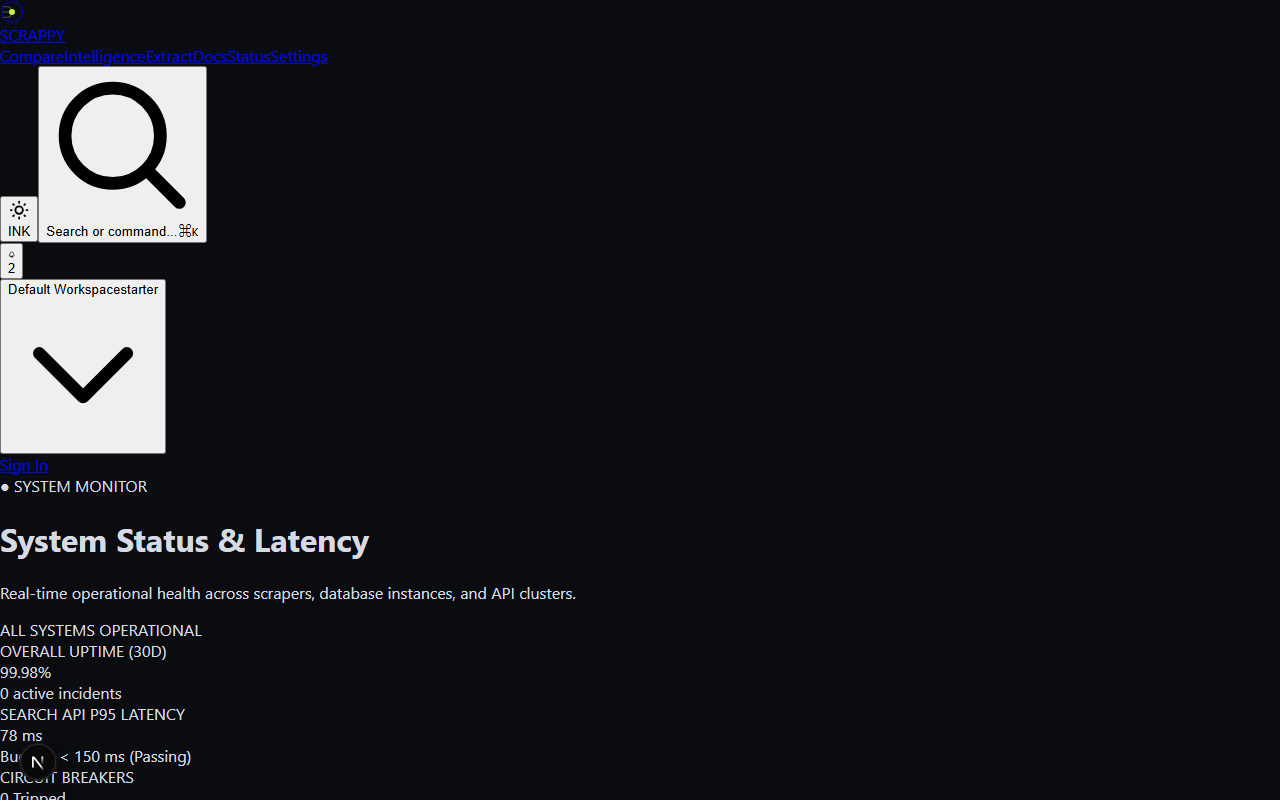 SCRAPPY
CompareIntelligenceExtractDocsStatusSettings
INK
Search or command...⌘K
2
Default Workspacestarter
Sign In
● SYSTEM MONITOR
System Status & Latency
Real-time operational health across scrapers, database instances, and API clusters.
ALL SYSTEMS OPERATIONAL
OVERALL UPTIME (30D)
99.98%
0 active incidents
SEARCH API P95 LATENCY
78 ms
< 150 ms (Passing)
N
CIRCUIT BREAKERS
0 Tripped